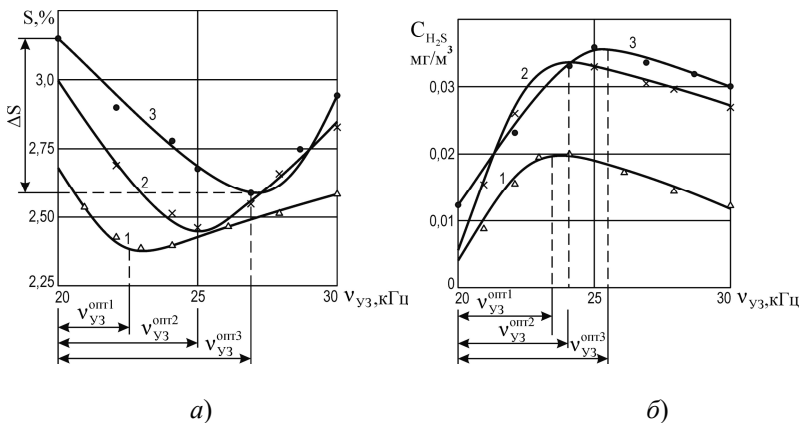 S,%
3,0
2,75
2,50
2,25
ΔS
3
2
1
20
25
30
ν_УЗ,кГц
ν_УЗ^опт1
ν_УЗ^опт2
ν_УЗ^опт3
а)
C_H₂S
мг/м³
0,03
0,02
0,01
0
2
3
1
20
25
30
ν_УЗ,кГц
ν_УЗ^опт1
ν_УЗ^опт2
ν_УЗ^опт3
б)